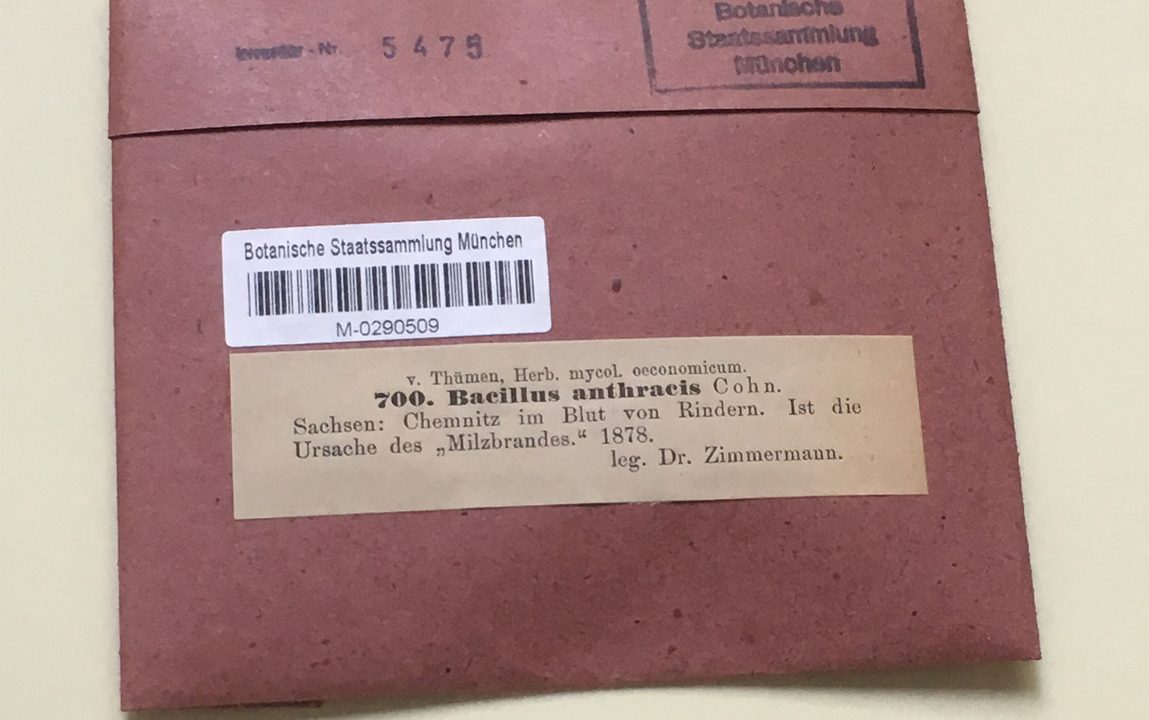 Inventar - Nr. 5475
Botanische
Staatssammlung
München
Botanische Staatssammlung München
M-0290509
v. Thümen, Herb. mycol. oeconomicum.
700. Bacillus anthracis Cohn.
Sachsen: Chemnitz im Blut von Rindern. Ist die
Ursache des „Milzbrandes.“ 1878.
leg. Dr. Zimmermann.